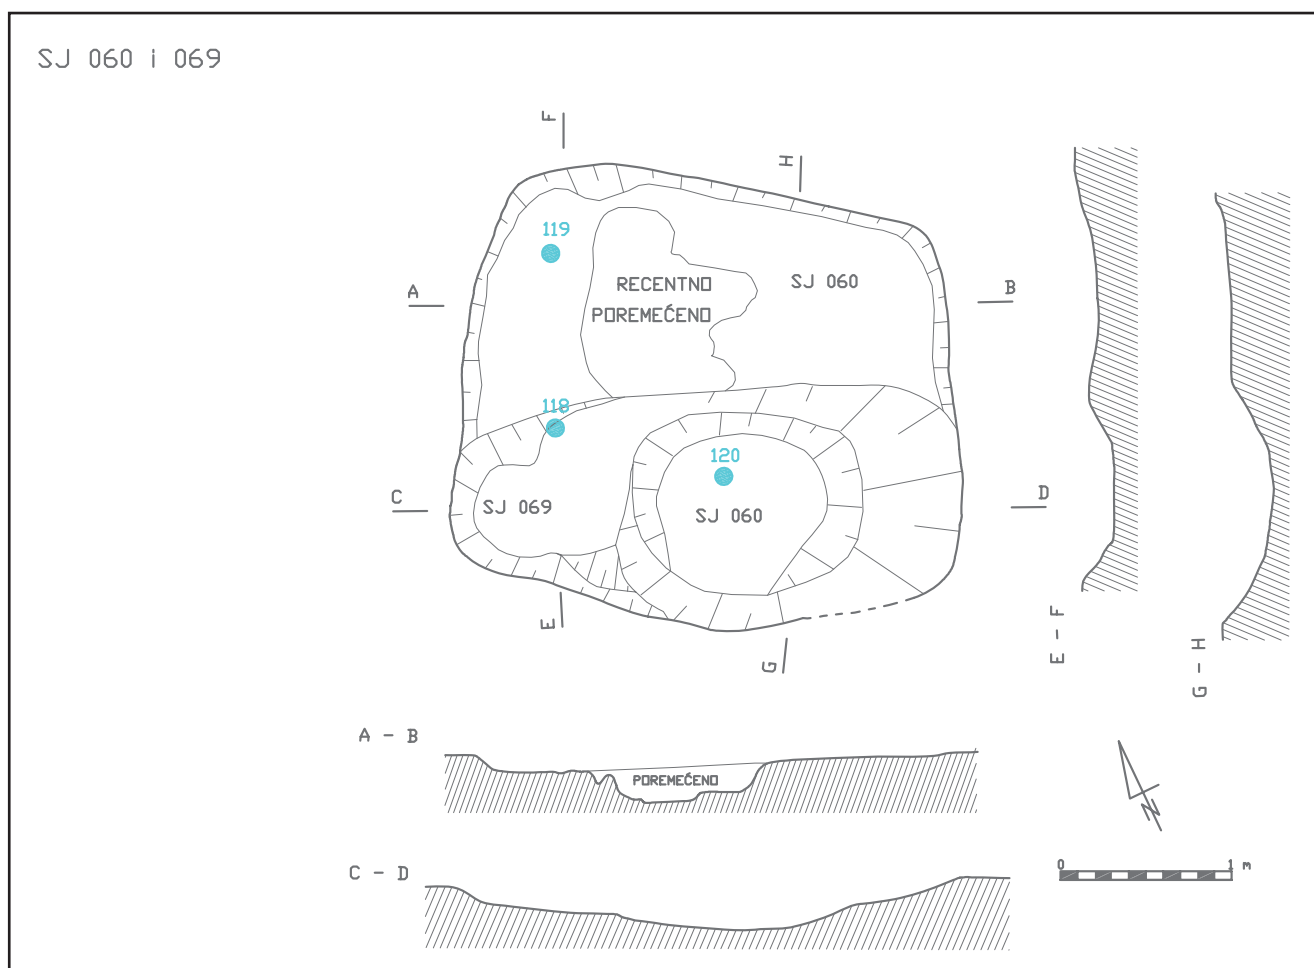 SJ 060 i 069
F
H
119
RECENTNO
POREMEĆENO
SJ 060
A
B
118
120
C
SJ 069
SJ 060
D
E
G
E - F
G - H
A - B
POREMEĆENO
C - D
0 1 m